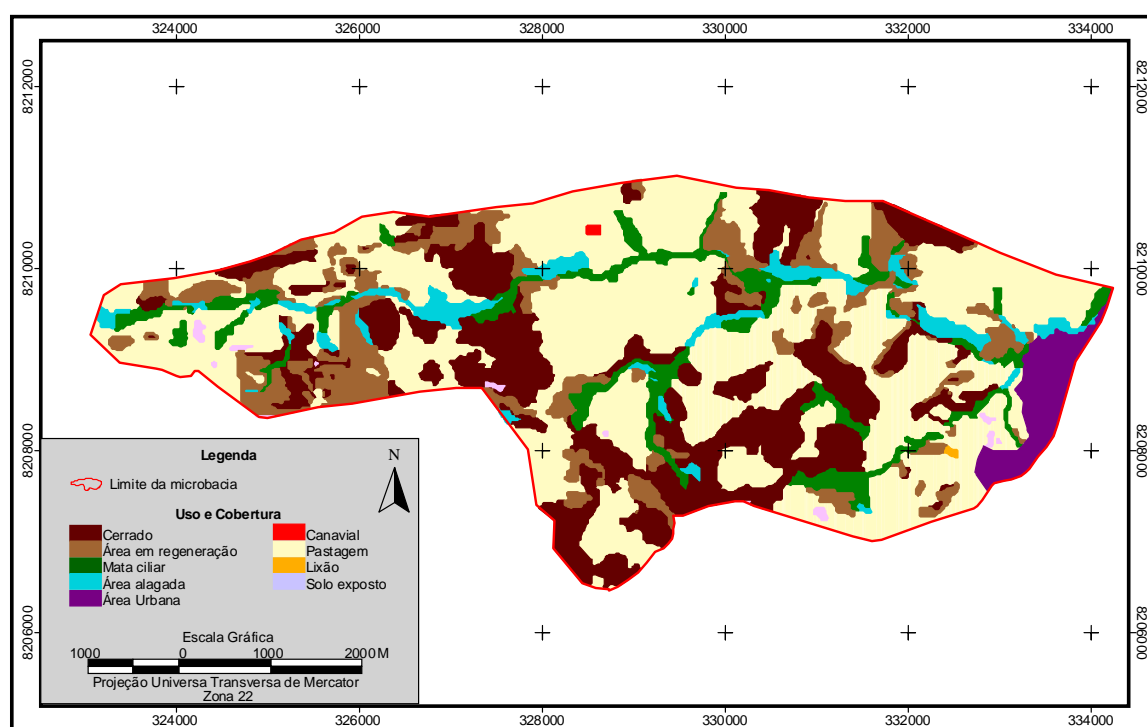 324000 326000 328000 330000 332000 334000
8212000 8212000
8210000 8210000
8208000 8208000
8206000 8206000
Legenda
N
Limite da microbacia
Uso e Cobertura
Cerrado Canavial
Área em regeneração Pastagem
Mata ciliar Lixão
Área alagada Solo exposto
Área Urbana
Escala Gráfica
1000 0 1000 2000 M
Projeção Universa Transversa de Mercator
Zona 22
324000 326000 328000 330000 332000 334000